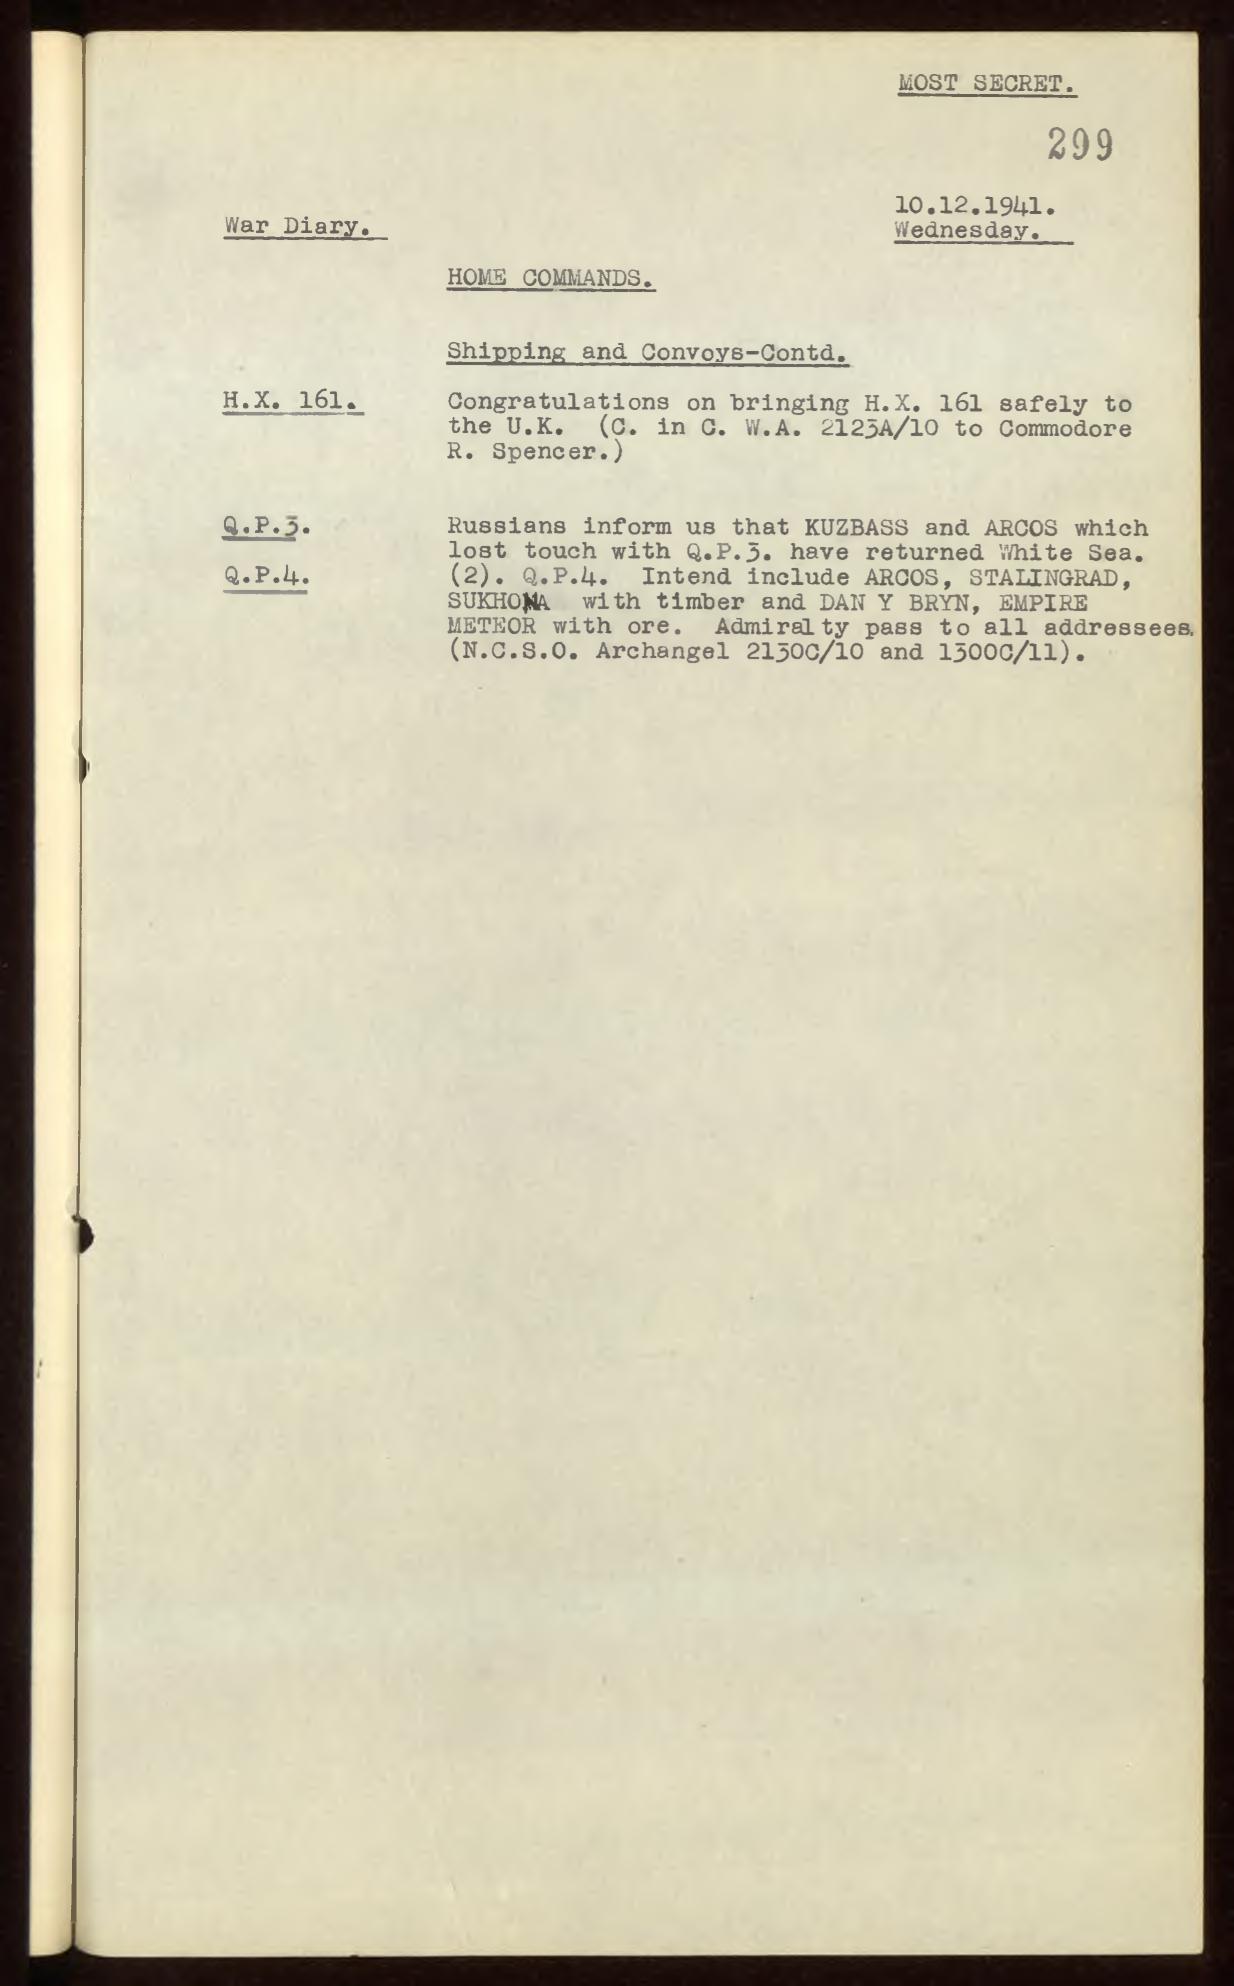 MOST SECRET.
299
10.12.1941.
War Diary.
Wednesday.
HOME COMMANDS.
Shipping and Convoys-Contd.
H.X. 161.
Congratulations on bringing H.X. 161 safely to
the U.K. (C. in C. W.A. 2123A/10 to Commodore
R. Spencer.)
Q.P.3.
Russians inform us that KUZBASS and ARCOS which
lost touch with Q.P.3. have returned White Sea.
Q.P.4.
(2). Q.P.4. Intend include ARCOS, STALINGRAD,
SUKHONA with timber and DAN Y BRYN, EMPIRE
METEOR with ore. Admiralty pass to all addressees.
(N.C.S.O. Archangel 2130C/10 and 1300C/11).